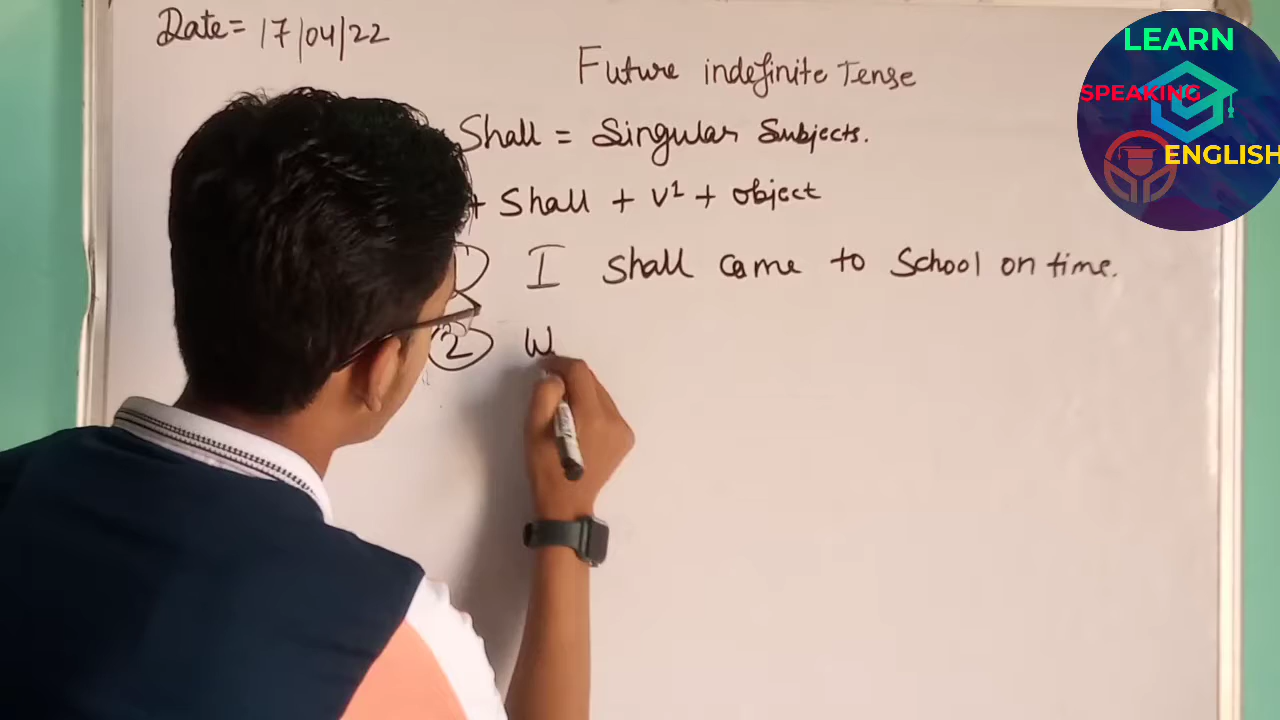 Date = 17/04/22
Future indefinite Tense
Shall = Singular Subjects.
+ Shall + V¹ + object
I shall came to School on time.
2 W
LEARN
SPEAKING
ENGLISH